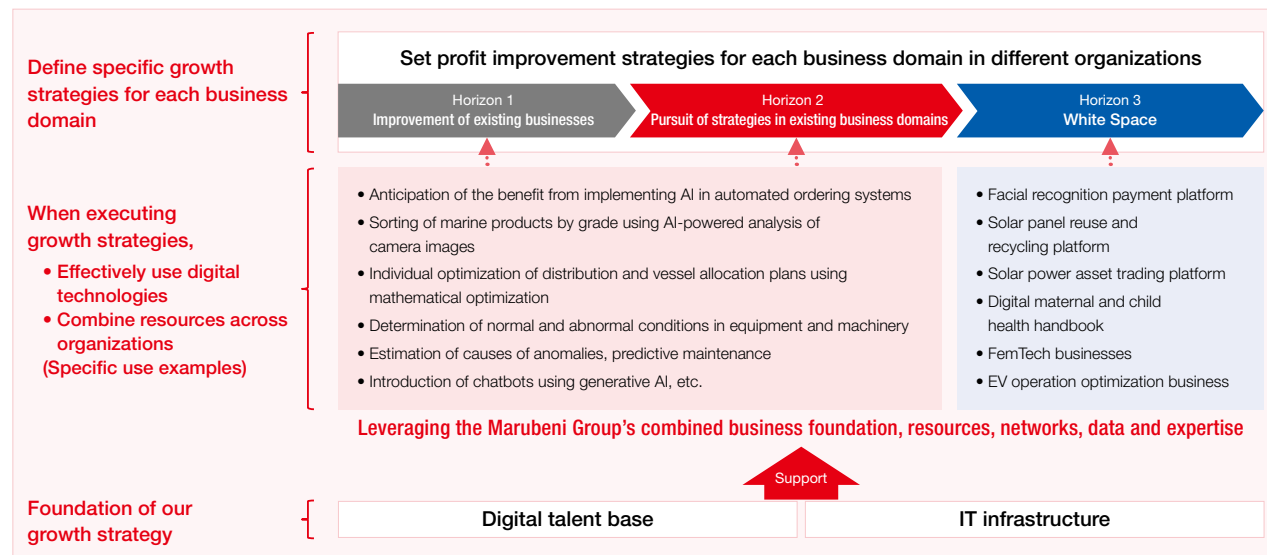 Define specific growth
strategies for each business
domain
Set profit improvement strategies for each business domain in different organizations
Horizon 1
Improvement of existing businesses
Horizon 2
Pursuit of strategies in existing business domains
Horizon 3
White Space
When executing
growth strategies,
• Effectively use digital
technologies
• Combine resources across
organizations
(Specific use examples)
• Anticipation of the benefit from implementing AI in automated ordering systems
• Sorting of marine products by grade using AI-powered analysis of
camera images
• Individual optimization of distribution and vessel allocation plans using
mathematical optimization
• Determination of normal and abnormal conditions in equipment and machinery
• Estimation of causes of anomalies, predictive maintenance
• Introduction of chatbots using generative AI, etc.
• Facial recognition payment platform
• Solar panel reuse and
recycling platform
• Solar power asset trading platform
• Digital maternal and child
health handbook
• FemTech businesses
• EV operation optimization business
Leveraging the Marubeni Group's combined business foundation, resources, networks, data and expertise
Support
Foundation of our
growth strategy
Digital talent base
IT infrastructure